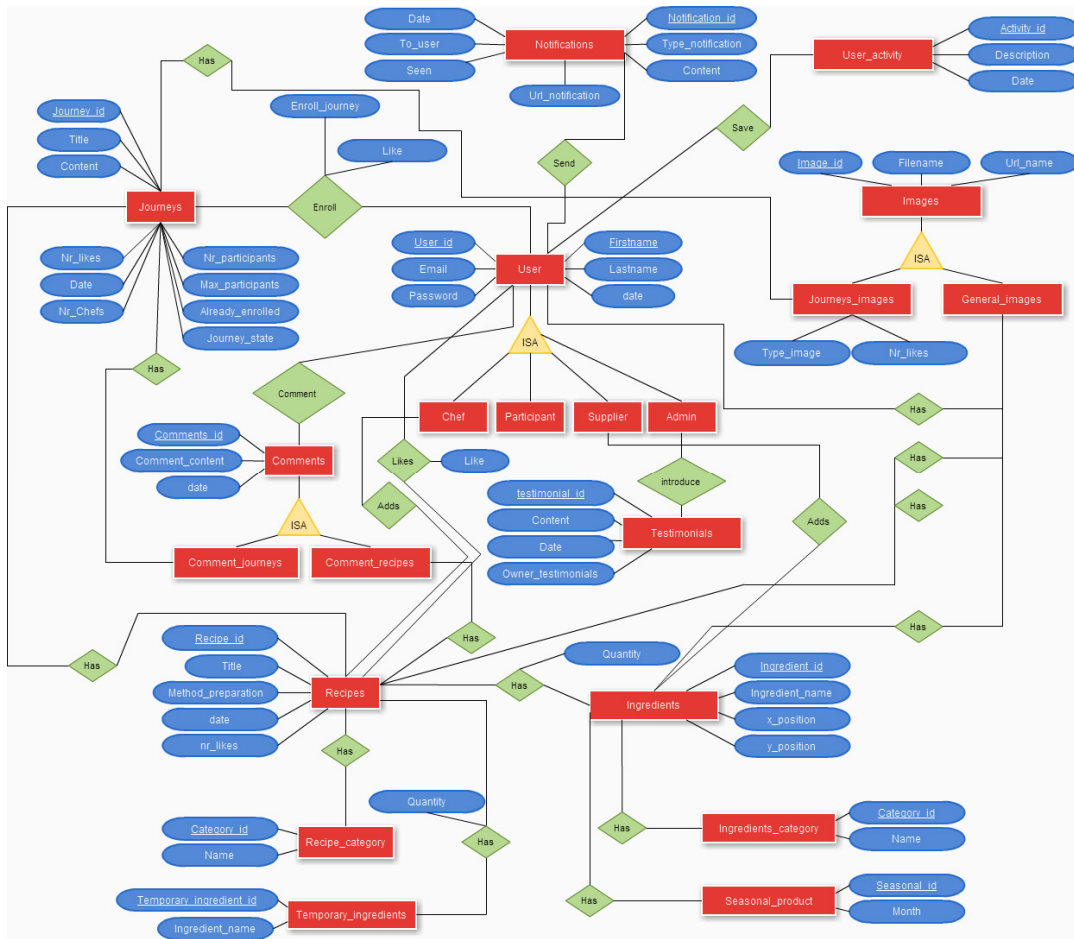 Date
Notification_id
Notifications
To_user
Type_notification
Seen
Content
Url_notification
Activity_id
User_activity
Description
Date
Has
Save
Send
Journey_id
Title
Content
Enroll_journey
Like
Enroll
Journeys
Image_id
Filename
Url_name
Images
ISA
Journeys_images
General_images
Type_image
Nr_likes
User_id
Firstname
Email
User
Lastname
Password
date
Nr_likes
Nr_participants
Date
Max_participants
Nr_Chefs
Already_enrolled
Journey_state
Has
ISA
Comment
Chef
Participant
Supplier
Admin
Has
Comments_id
Comments
Comment_content
date
Likes
Like
introduce
Has
Has
Adds
testimonial_id
Content
Testimonials
Date
Owner_testimonials
Adds
ISA
Comment_journeys
Comment_recipes
Has
Has
Has
Recipe_id
Title
Recipes
Method_preparation
date
nr_likes
Quantity
Has
Ingredient_id
Ingredients
Ingredient_name
x_position
y_position
Has
Quantity
Category_id
Recipe_category
Name
Has
Has
Ingredients_category
Category_id
Name
Temporary_ingredient_id
Temporary_ingredients
Ingredient_name
Has
Seasonal_product
Seasonal_id
Month